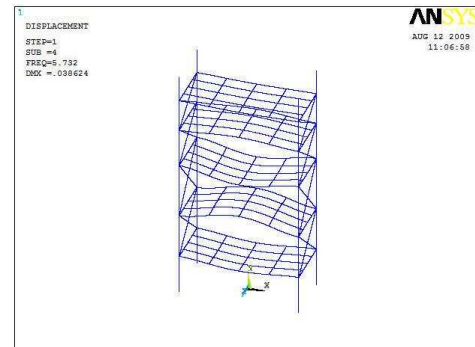 1
DISPLACEMENT
STEP=1
SUB =4
FREQ=5.732
DMX =.038624
ANSYS
AUG 12 2009
11:06:58
X